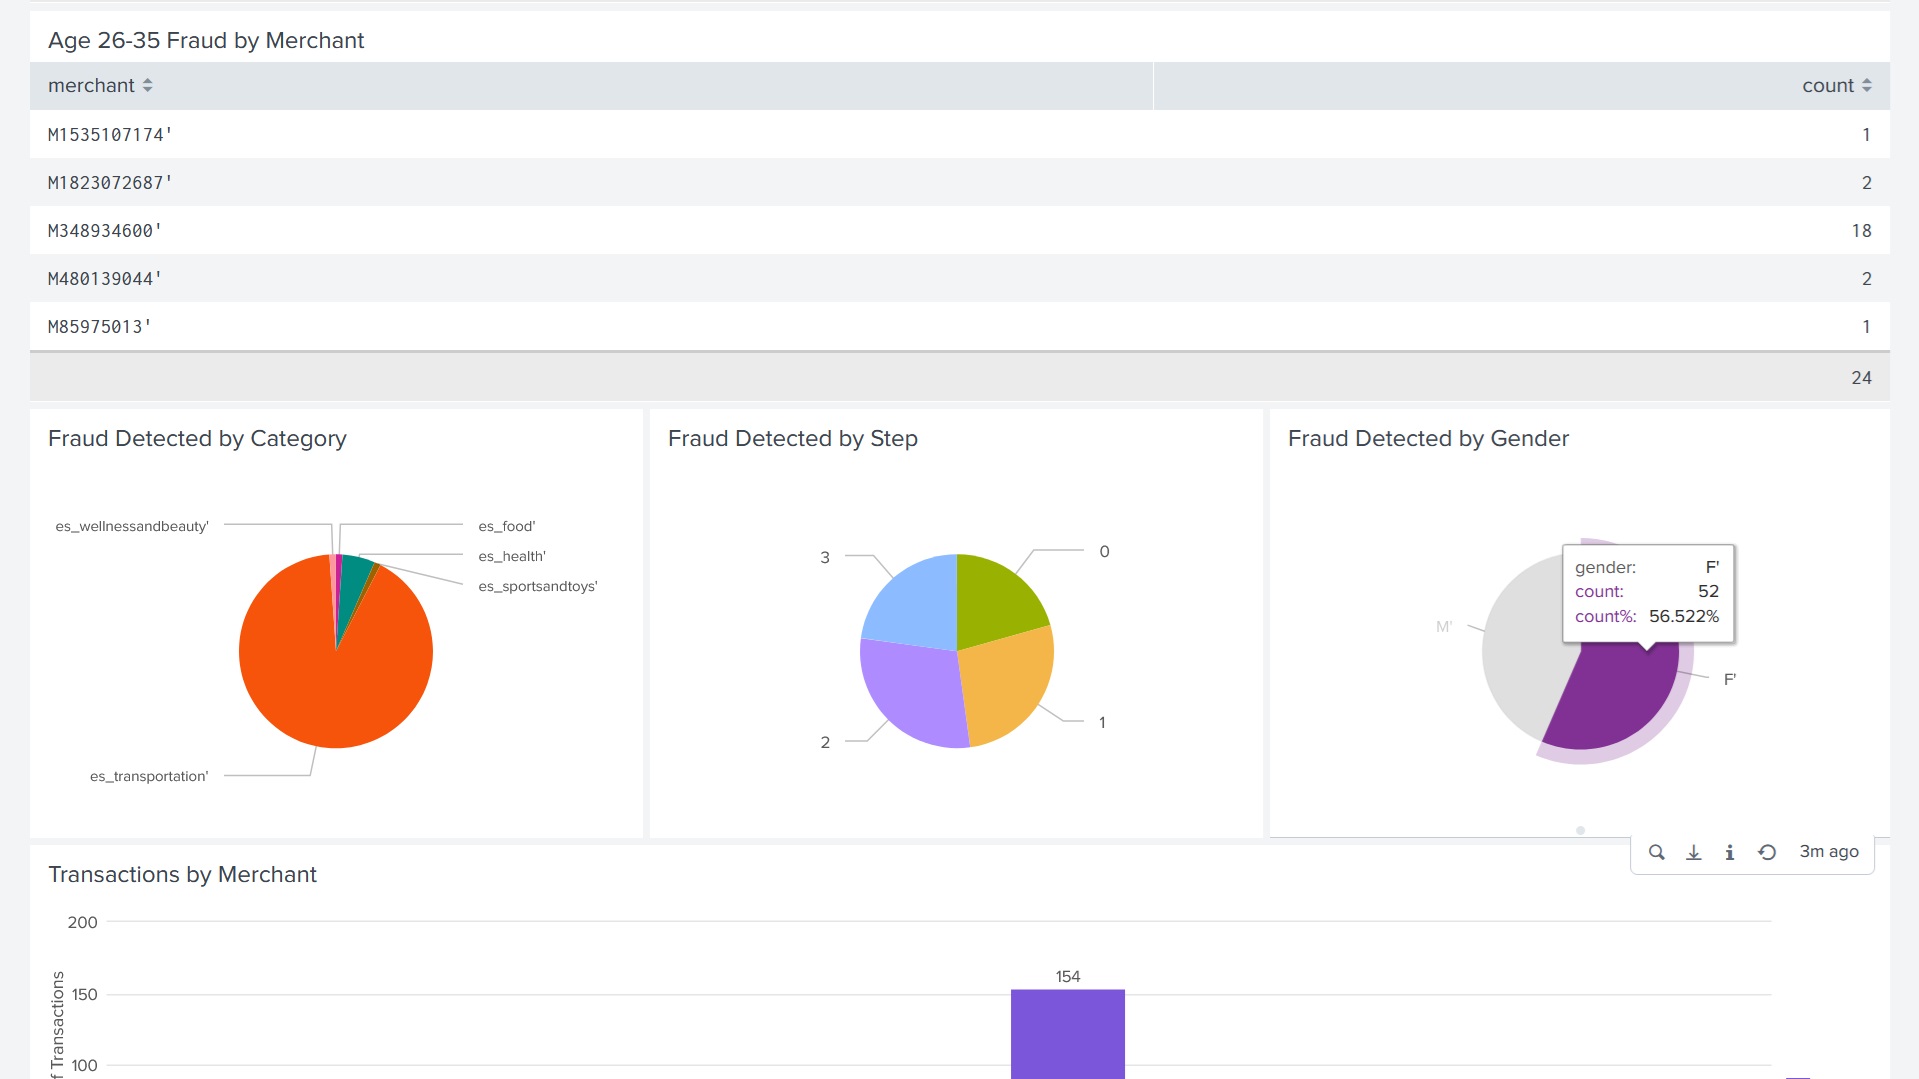 Age 26-35 Fraud by Merchant
merchant count
M1535107174' 1
M1823072687' 2
M348934600' 18
M480139044' 2
M85975013' 1
24
Fraud Detected by Category
es_wellnessandbeauty'
es_food'
es_health'
es_sportsandtoys'
es_transportation'
Fraud Detected by Step
0
1
2
3
Fraud Detected by Gender
gender: F'
count: 52
count%: 56.522%
M'
F'
3m ago
Transactions by Merchant
200
150
100
154
f Transactions